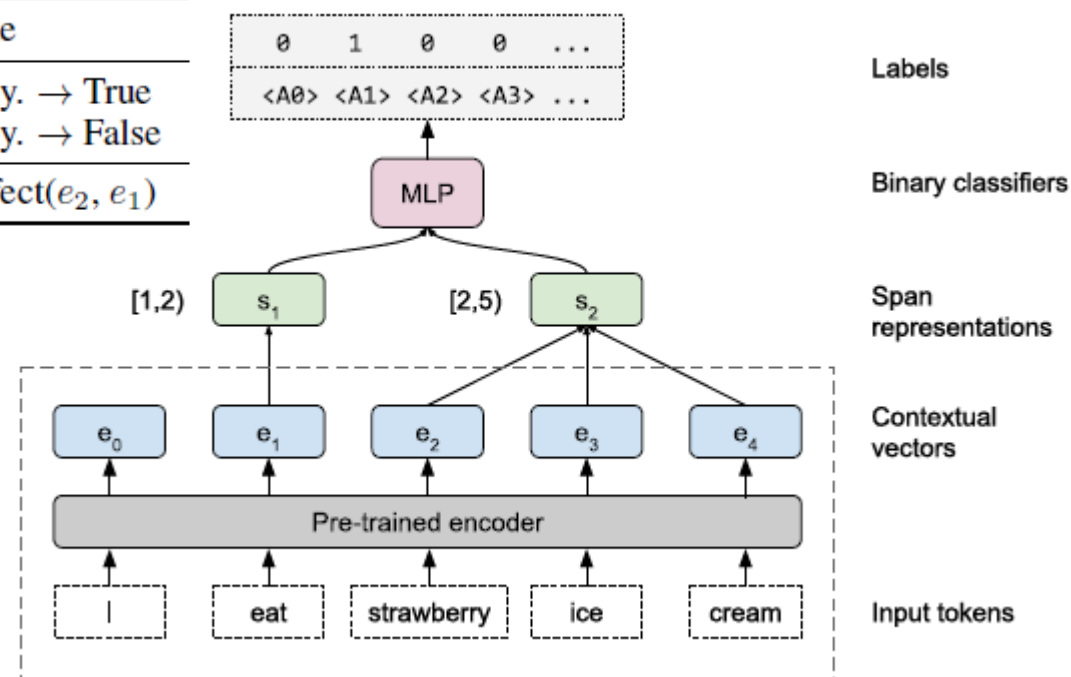 e
y. → True
y. → False
fect(e₂, e₁)
0 1 0 0 ...
<A0> <A1> <A2> <A3> ...
Labels
MLP
Binary classifiers
[1,2) s₁ [2,5) s₂
Span
representations
e₀ e₁ e₂ e₃ e₄
Contextual
vectors
Pre-trained encoder
I eat strawberry ice cream
Input tokens